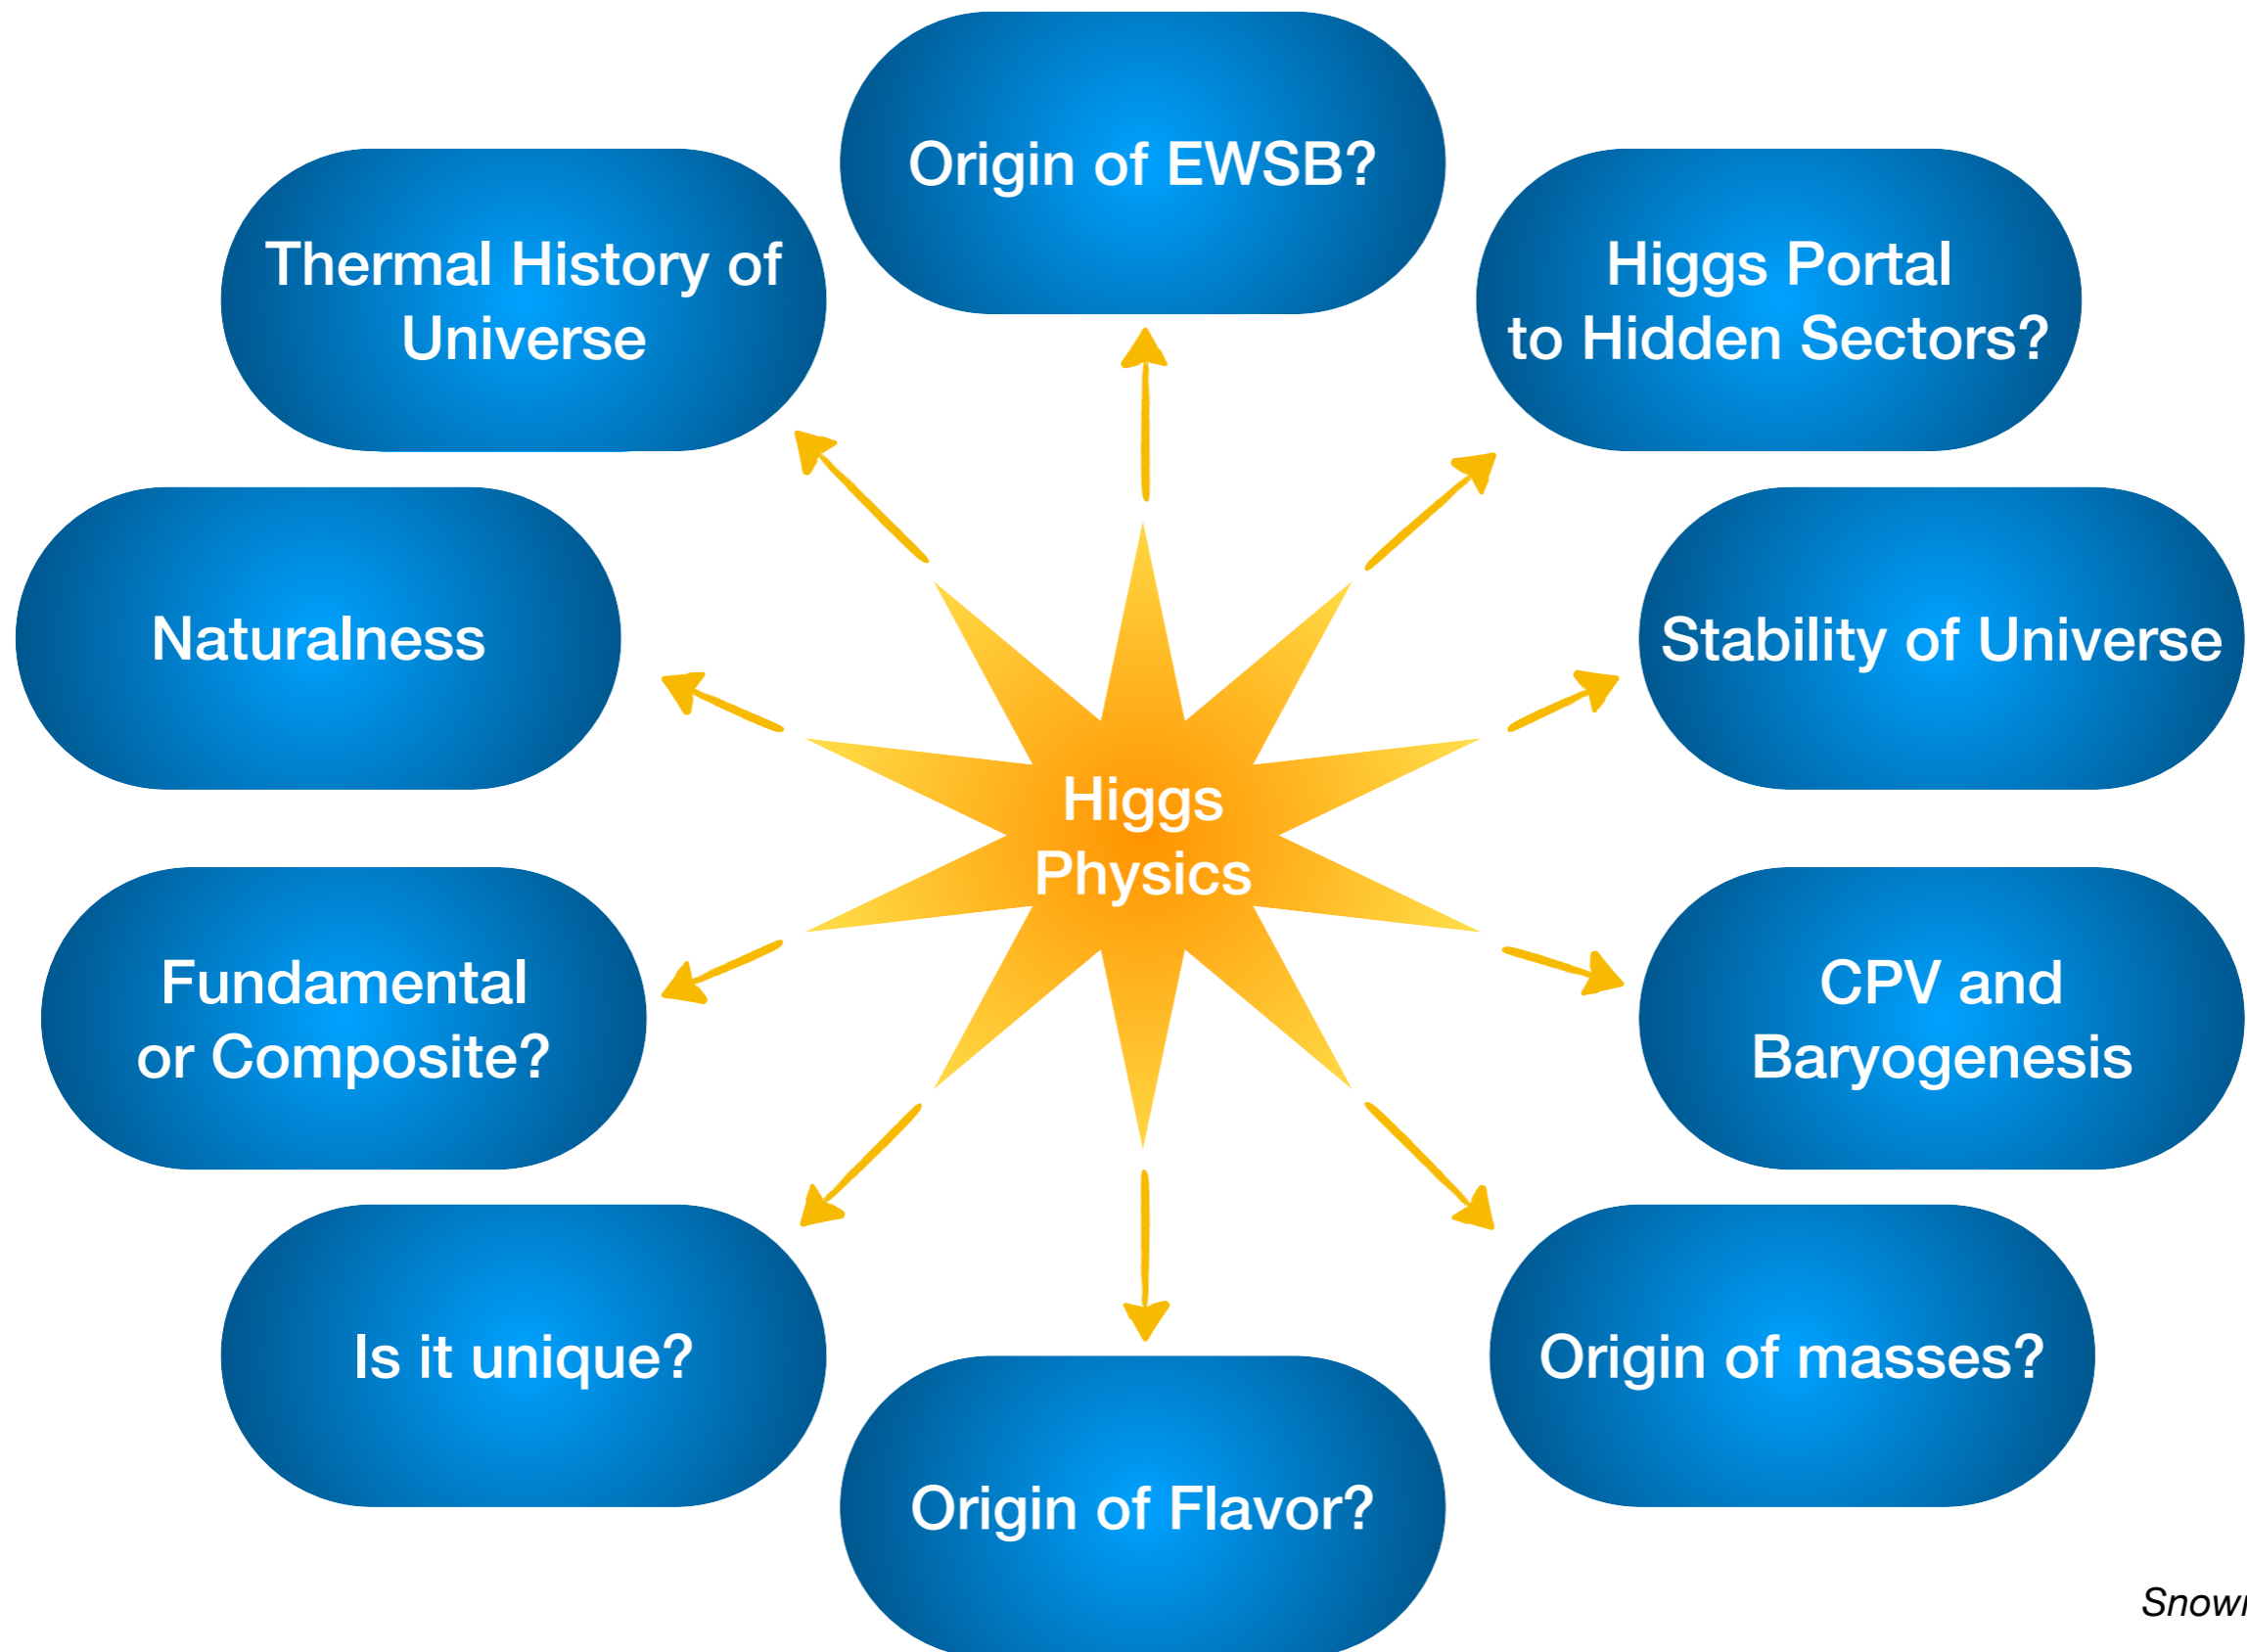 Origin of EWSB?
Thermal History of
Universe
Higgs Portal
to Hidden Sectors?
Naturalness
Stability of Universe
Higgs
Physics
Fundamental
or Composite?
CPV and
Baryogenesis
Is it unique?
Origin of masses?
Origin of Flavor?